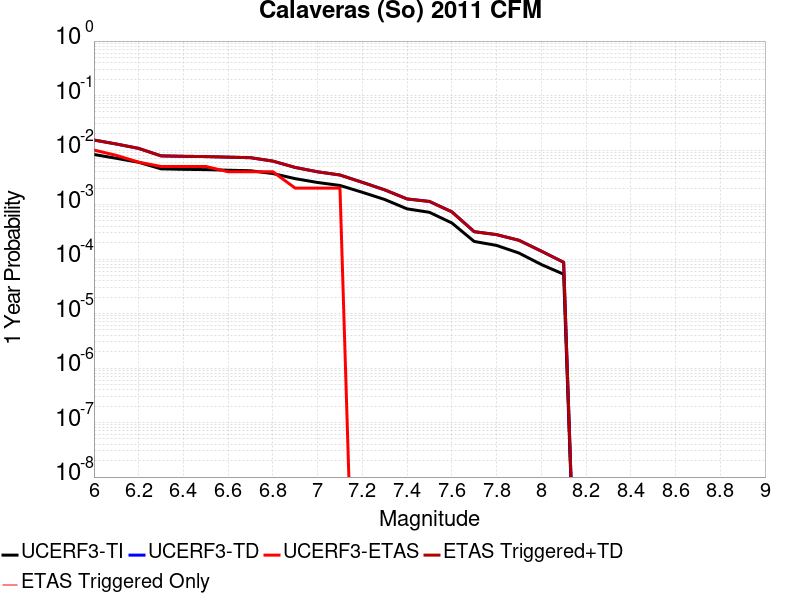 Calaveras (So) 2011 CFM
10^0
10^-1
10^-2
10^-3
10^-4
10^-5
10^-6
10^-7
10^-8
1 Year Probability
6 6.2 6.4 6.6 6.8 7 7.2 7.4 7.6 7.8 8 8.2 8.4 8.6 8.8 9
Magnitude
UCERF3-TI UCERF3-TD UCERF3-ETAS ETAS Triggered+TD
ETAS Triggered Only